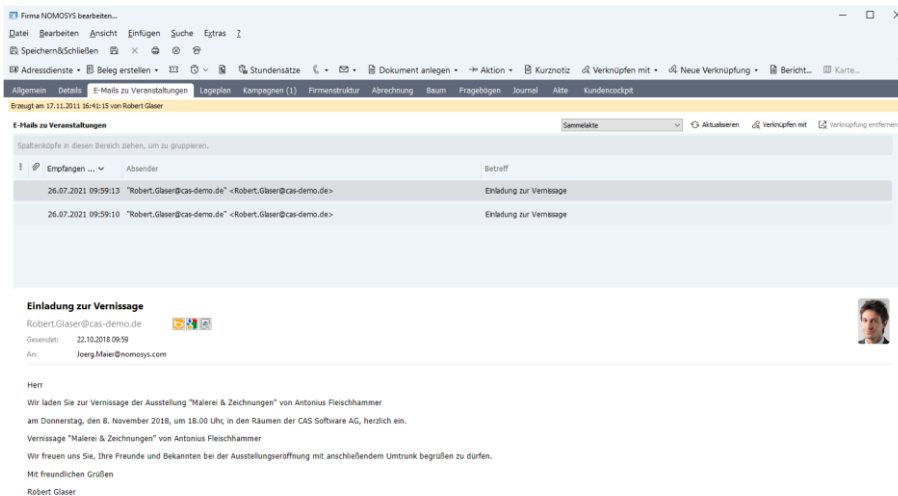 Firma NOMOSYS bearbeiten...
Datei Bearbeiten Ansicht Einfügen Suche Extras ?
Speichern&Schließen
Adressdienste Beleg erstellen Stundensätze Dokument anlegen Aktion Kurznotiz Verknüpfen mit Neue Verknüpfung Bericht... Karte...
Allgemein Details E-Mails zu Veranstaltungen Lageplan Kampagnen (1) Firmenstruktur Abrechnung Baum Fragebögen Journal Akte Kundencockpit
Erzeugt am 17.11.2011 16:41:15 von Robert Glaser
E-Mails zu Veranstaltungen Sammelakte Aktualisieren Verknüpfen mit Verknüpfung entfernen
Spaltenköpfe in diesen Bereich ziehen, um zu gruppieren.
! Empfangen ... Absender Betreff
26.07.2021 09:59:13 "Robert.Glaser@cas-demo.de" <Robert.Glaser@cas-demo.de> Einladung zur Vernissage
26.07.2021 09:59:10 "Robert.Glaser@cas-demo.de" <Robert.Glaser@cas-demo.de> Einladung zur Vernissage
Einladung zur Vernissage
Robert.Glaser@cas-demo.de
Gesendet: 22.10.2018 09:59
An: Joerg.Maier@nomosys.com
Herr
Wir laden Sie zur Vernissage der Ausstellung "Malerei & Zeichnungen" von Antonius Fleischhammer
am Donnerstag, den 8. November 2018, um 18.00 Uhr, in den Räumen der CAS Software AG, herzlich ein.
Vernissage "Malerei & Zeichnungen" von Antonius Fleischhammer
Wir freuen uns Sie, Ihre Freunde und Bekannten bei der Ausstellungseröffnung mit anschließendem Umtrunk begrüßen zu dürfen.
Mit freundlichen Grüßen
Robert Glaser